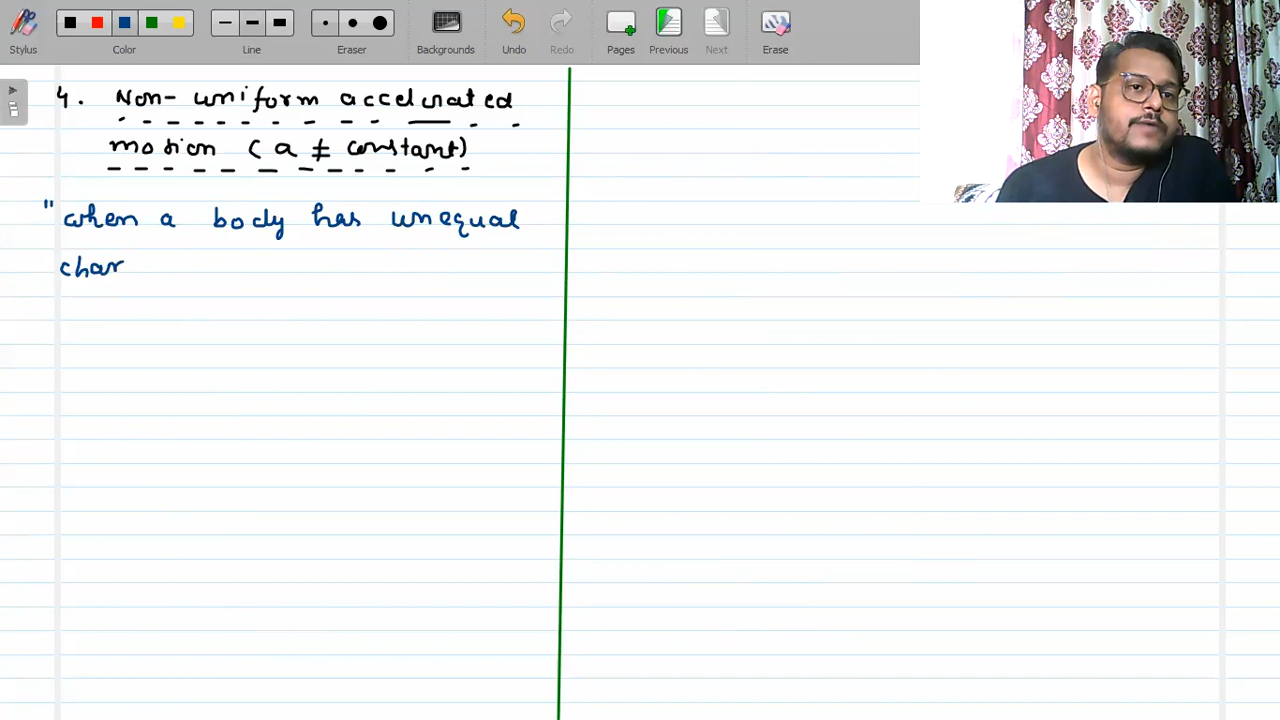 Stylus
Color
Line
Eraser
Backgrounds
Undo
Redo
Pages
Previous
Next
Erase
4. Non-uniform accelerated
motion (a ≠ constant)
"when a body has unequal
char